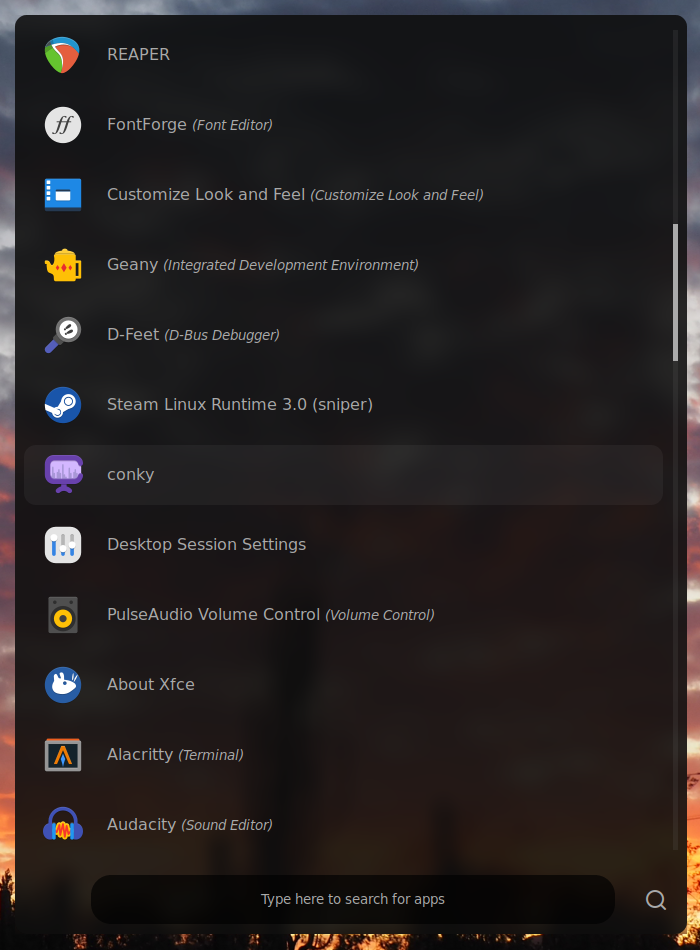 REAPER
ff
FontForge (Font Editor)
Customize Look and Feel (Customize Look and Feel)
Geany (Integrated Development Environment)
D-Feet (D-Bus Debugger)
Steam Linux Runtime 3.0 (sniper)
conky
Desktop Session Settings
PulseAudio Volume Control (Volume Control)
About Xfce
Alacritty (Terminal)
Audacity (Sound Editor)
Type here to search for apps